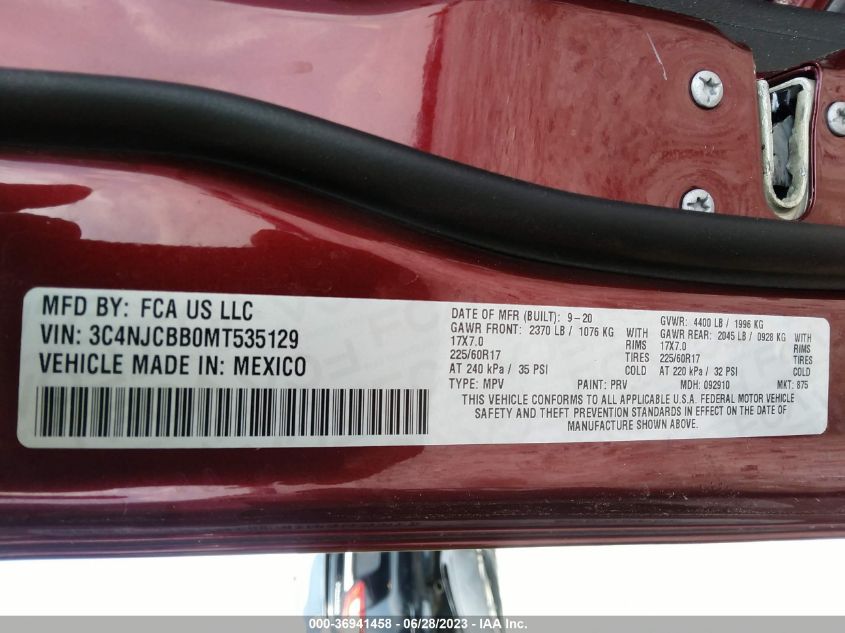 MFD BY: FCA US LLC
VIN: 3C4NJCBB0MT535129
VEHICLE MADE IN: MEXICO
DATE OF MFR (BUILT): 9-20 GVWR: 4400 LB / 1996 KG
GAWR FRONT: 2370 LB / 1076 KG WITH GAWR REAR: 2045 LB / 0928 KG WITH
17X7.0 RIMS 17X7.0 RIMS
225/60R17 TIRES 225/60R17 TIRES
AT 240 kPa / 35 PSI COLD AT 220 kPa / 32 PSI COLD
TYPE: MPV PAINT: PRV MDH: 092910 MKT: 875
THIS VEHICLE CONFORMS TO ALL APPLICABLE U.S.A. FEDERAL MOTOR VEHICLE
SAFETY AND THEFT PREVENTION STANDARDS IN EFFECT ON THE DATE OF
MANUFACTURE SHOWN ABOVE.
000-36941458 - 06/28/2023 - IAA Inc.